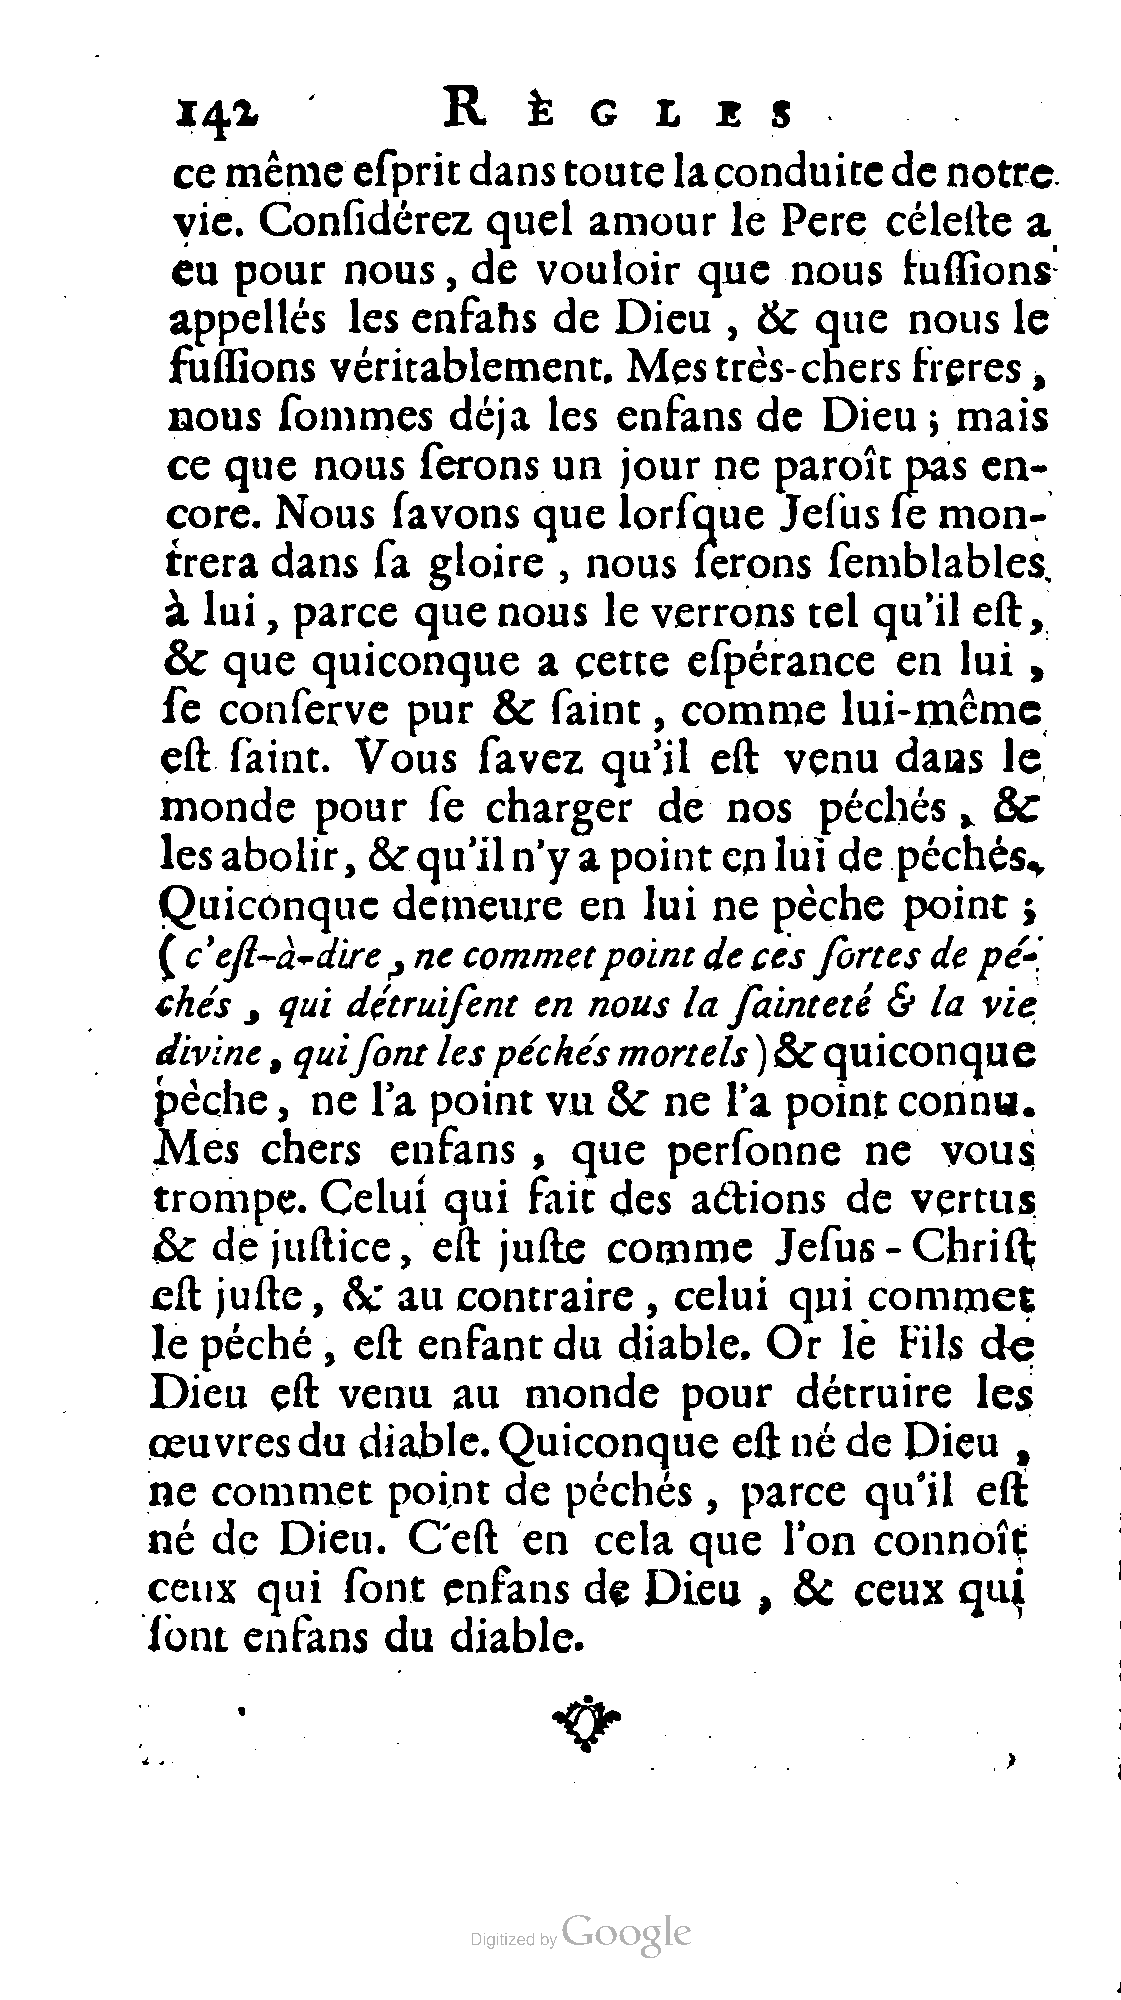 142 RÈGLES
ce même eſprit dans toute la conduite de notre
vie. Conſidérez quel amour le Pere céleſte a
eu pour nous, de vouloir que nous fuſſions
appellés les enfans de Dieu, & que nous le
fuſſions véritablement. Mes très-chers freres,
nous ſommes déja les enfans de Dieu ; mais
ce que nous ſerons un jour ne paroît pas en-
core. Nous ſavons que lorſque Jeſus ſe mon-
trera dans ſa gloire, nous ſerons ſemblables
à lui, parce que nous le verrons tel qu'il eſt,
& que quiconque a cette eſpérance en lui,
ſe conſerve pur & ſaint, comme lui-même
eſt ſaint. Vous ſavez qu'il eſt venu dans le
monde pour ſe charger de nos péchés, &
les abolir, & qu'il n'y a point en lui de péchés.
Quiconque demeure en lui ne pèche point ;
(c'eſt-à-dire, ne commet point de ces ſortes de pé-
chés, qui détruiſent en nous la ſainteté & la vie
divine, qui ſont les péchés mortels) & quiconque
pèche, ne l'a point vu & ne l'a point connu.
Mes chers enfans, que perſonne ne vous
trompe. Celui qui fait des actions de vertus
& de juſtice, eſt juſte comme Jeſus-Chriſt
eſt juſte, & au contraire, celui qui commet
le péché, eſt enfant du diable. Or le Fils de
Dieu eſt venu au monde pour détruire les
œuvres du diable. Quiconque eſt né de Dieu,
ne commet point de péchés, parce qu'il eſt
né de Dieu. C'eſt en cela que l'on connoît
ceux qui ſont enfans de Dieu, & ceux qui
ſont enfans du diable.
Digitized by Google